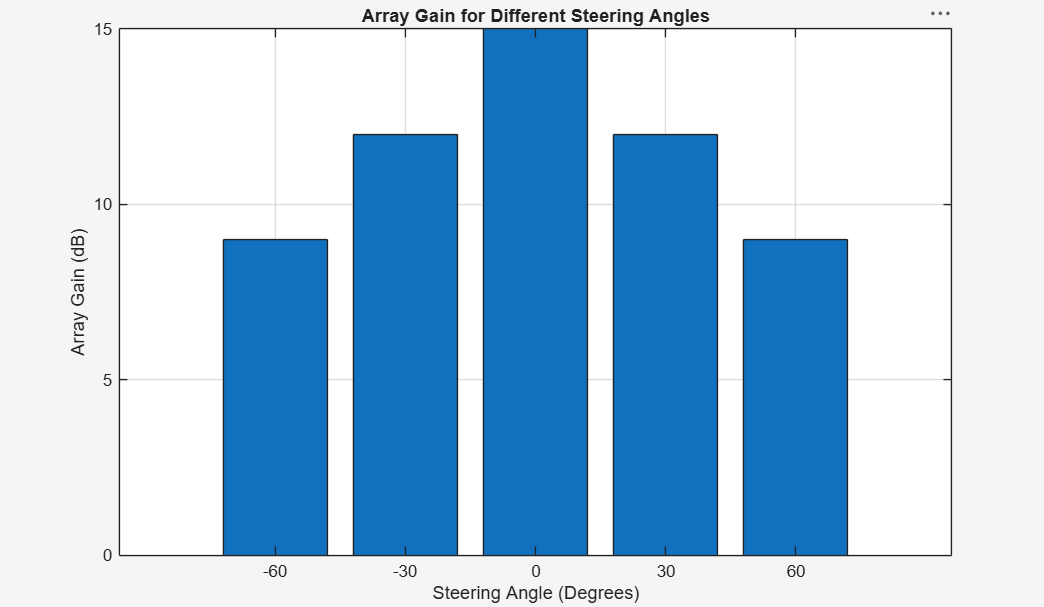 Array Gain for Different Steering Angles
15
10
5
0
Array Gain (dB)
-60 -30 0 30 60
Steering Angle (Degrees)